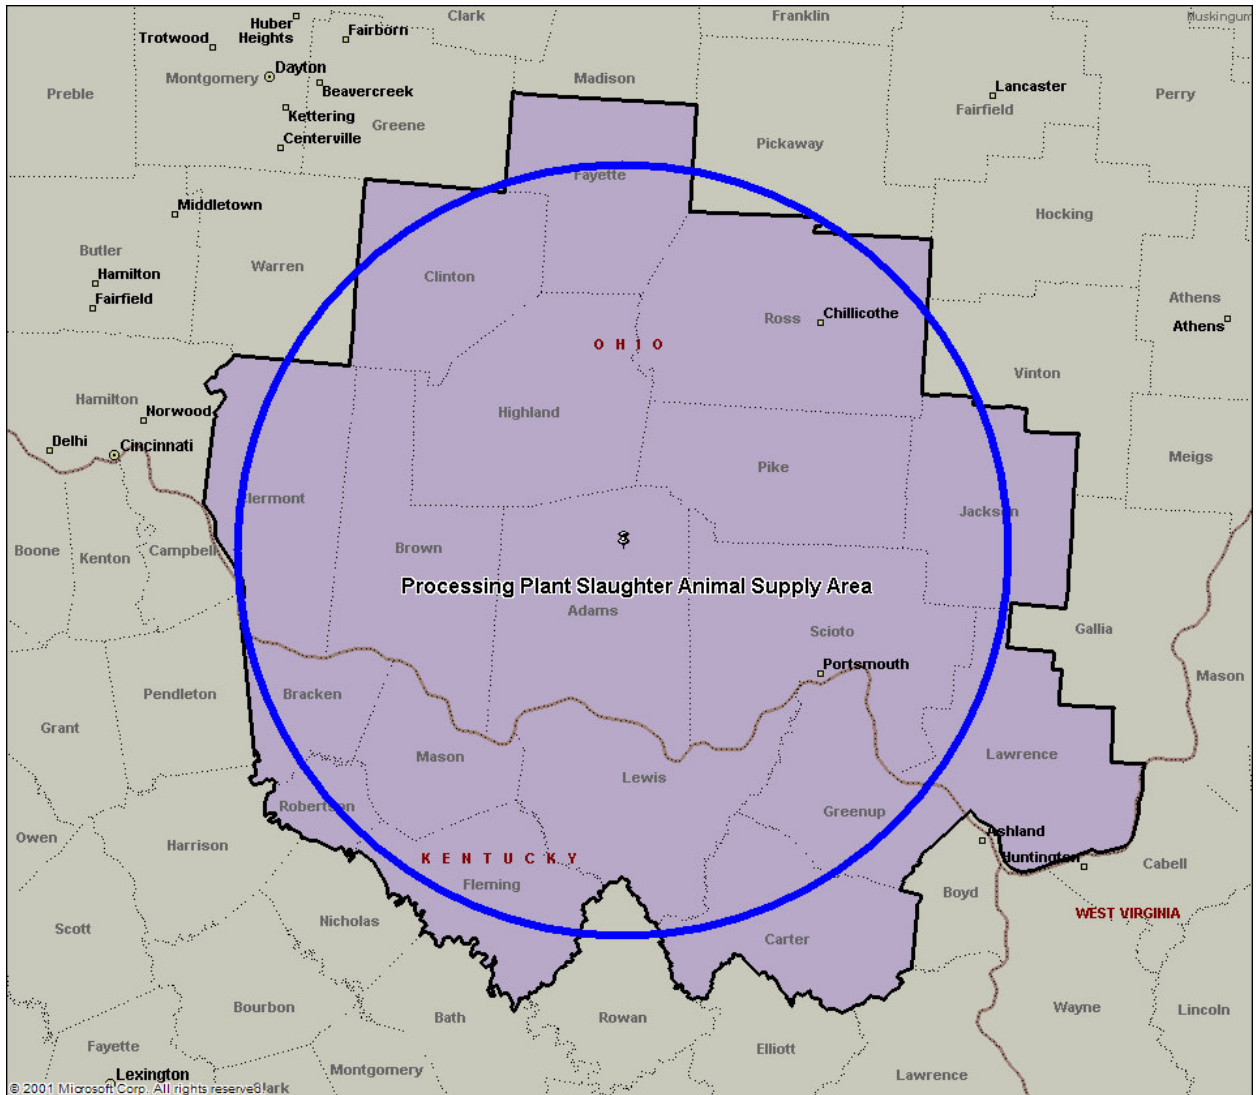 Clark
Franklin
Muskingum
Huber
Heights
Fairborn
Trotwood
Dayton
Montgomery
Madison
Preble
Beavercreek
Lancaster
Fairfield
Perry
Kettering
Greene
Centerville
Pickaway
Fayette
Middletown
Hocking
Butler
Warren
Hamilton
Clinton
Fairfield
Athens
Ross
Chillicothe
Athens
OHIO
Vinton
Hamilton
Norwood
Highland
Delhi
Cincinnati
Pike
Meigs
Clermont
Jackson
Boone
Kenton
Campbell
Brown
Processing Plant Slaughter Animal Supply Area
Adams
Scioto
Gallia
Portsmouth
Mason
Pendleton
Bracken
Grant
Mason
Lewis
Lawrence
Robertson
Greenup
Owen
Harrison
Ashland
KENTUCKY
Huntington
Cabell
Fleming
Boyd
WEST VIRGINIA
Nicholas
Scott
Carter
Bourbon
Bath
Rowan
Wayne
Lincoln
Fayette
Elliott
Montgomery
Lexington
Lawrence
© 2001 Microsoft Corp. All rights reserved.
Clark